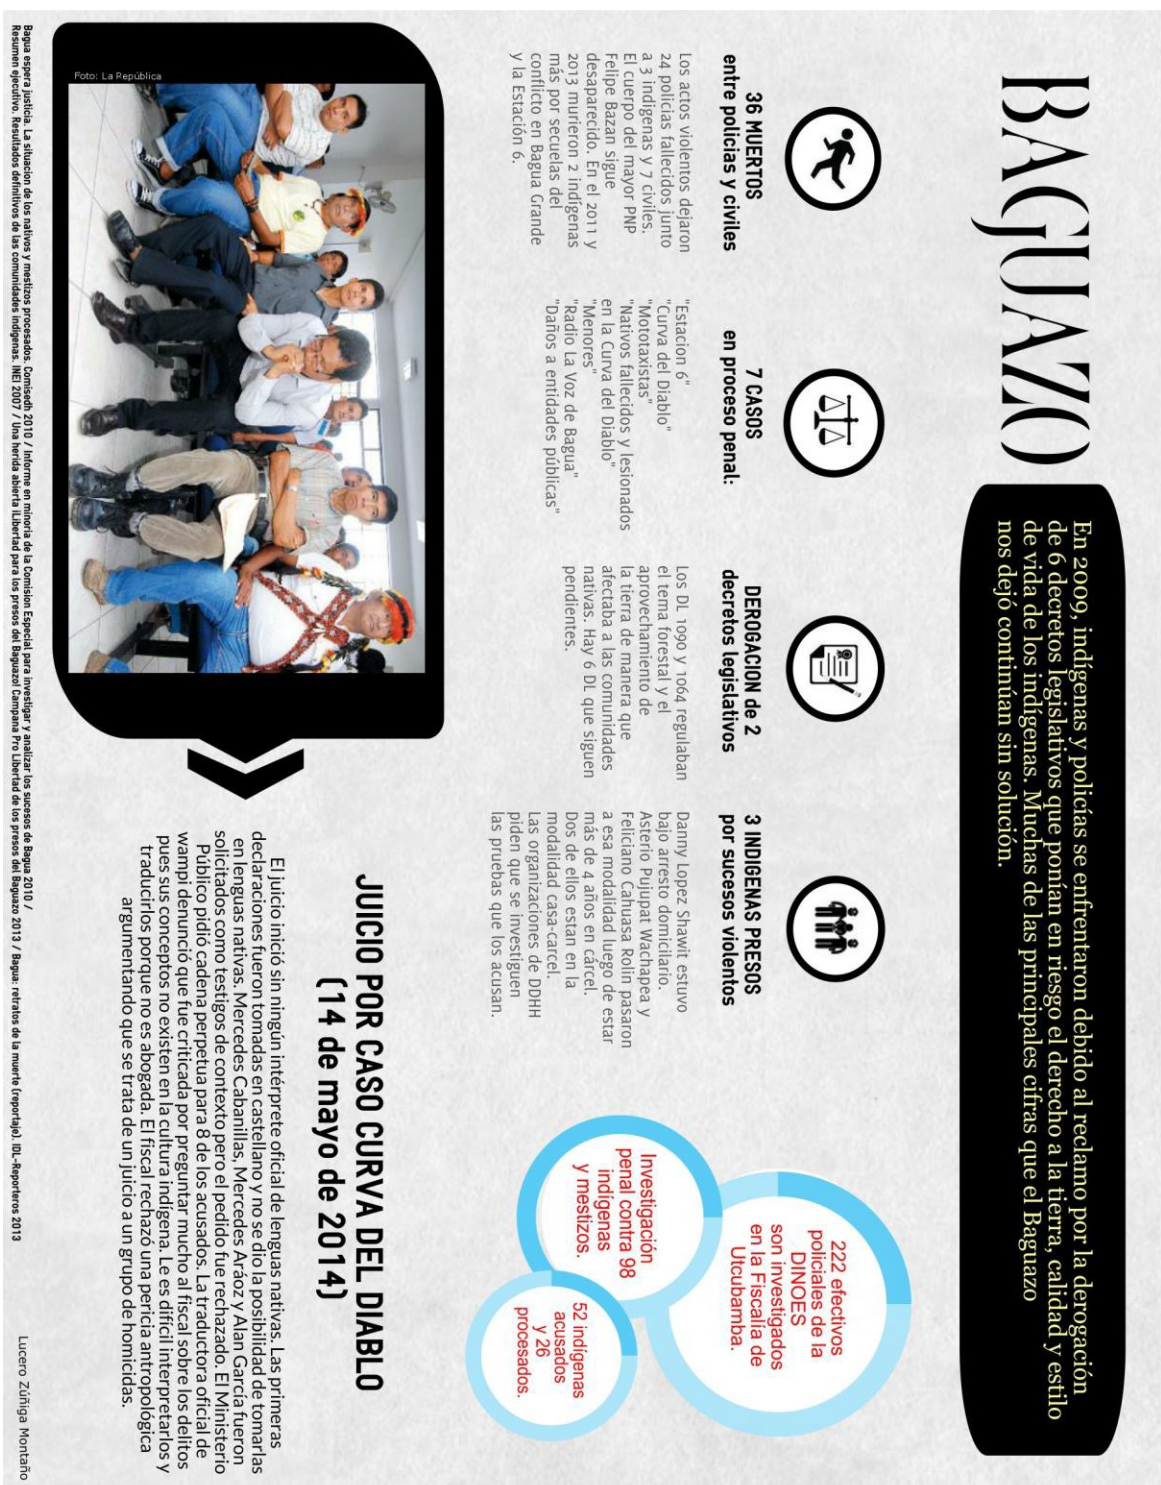 BAGUAZO
En 2009, indígenas y policías se enfrentaron debido al reclamo por la derogación
de 6 decretos legislativos que ponían en riesgo el derecho a la tierra, calidad y estilo
de vida de los indígenas. Muchas de las principales cifras que el Baguazo
nos dejó continúan sin solución.
36 MUERTOS
entre policias y civiles
Los actos violentos dejaron
24 policías fallecidos junto
a 3 indígenas y 7 civiles.
El cuerpo del mayor PNP
Felipe Bazan sigue
desaparecido. En el 2011 y
2013 murieron 2 indígenas
más por secuelas del
conflicto en Bagua Grande
y la Estación 6.
7 CASOS
en proceso penal:
"Estacion 6"
"Curva del Diablo"
"Mototaxistas"
"Nativos fallecidos y lesionados
en la Curva del Diablo"
"Menores"
"Radio La Voz de Bagua"
"Daños a entidades públicas"
DEROGACION de 2
decretos legislativos
Los DL 1090 y 1064 regulaban
el tema forestal y el
aprovechamiento de
la tierra de manera que
afectaba a las comunidades
nativas. Hay 6 DL que siguen
pendientes.
3 INDIGENAS PRESOS
por sucesos violentos
Danny Lopez Shawit estuvo
bajo arresto domicilario.
Asterio Pujupat Wachapea y
Feliciano Cahuasa Rolin pasaron
a esa modalidad luego de estar
más de 4 años en cárcel.
Dos de ellos estan en la
modalidad casa-carcel.
Las organizaciones de DDHH
piden que se investiguen
las pruebas que los acusan.
222 efectivos
policiales de la
DINOES
son investigados
en la Fiscalía de
Utcubamba.
Investigación
penal contra 98
indigenas
y mestizos.
52 indígenas
acusados
y 26
procesados.
Foto: La República
JUICIO POR CASO CURVA DEL DIABLO
(14 de mayo de 2014)
El juicio inició sin ningún intérprete oficial de lenguas nativas. Las primeras
declaraciones fueron tomadas en castellano y no se dio la posibilidad de tomarlas
en lenguas nativas. Mercedes Cabanillas, Mercedes Aráoz y Alan García fueron
solicitados como testigos de contexto pero el pedido fue rechazado. El Ministerio
Público pidió cadena perpetua para 8 de los acusados. La traductora oficial de
wampi denunció que fue criticada por preguntar mucho al fiscal sobre los delitos
pues sus conceptos no existen en la cultura indígena. Le es difícil interpretarlos y
traducirlos porque no es abogada. El fiscal rechazó una pericia antropológica
argumentando que se trata de un juicio a un grupo de homicidas.
Bagua espera justicia. La situacion de los nativos y mestizos procesados. Comisedh 2010 / Informe en minoria de la Comision Especial para investigar y analizar los sucesos de Bagua 2010 /
Resumen ejecutivo. Resultados definitivos de las comunidades indígenas. INEI 2007 / Una herida abierta ¡Libertad para los presos del Baguazo! Campana Pro Libertad de los presos del Baguazo 2013 / Bagua: retratos de la muerte (reportaje). IDL-Reporteros 2013
Lucero Zúñiga Montaño